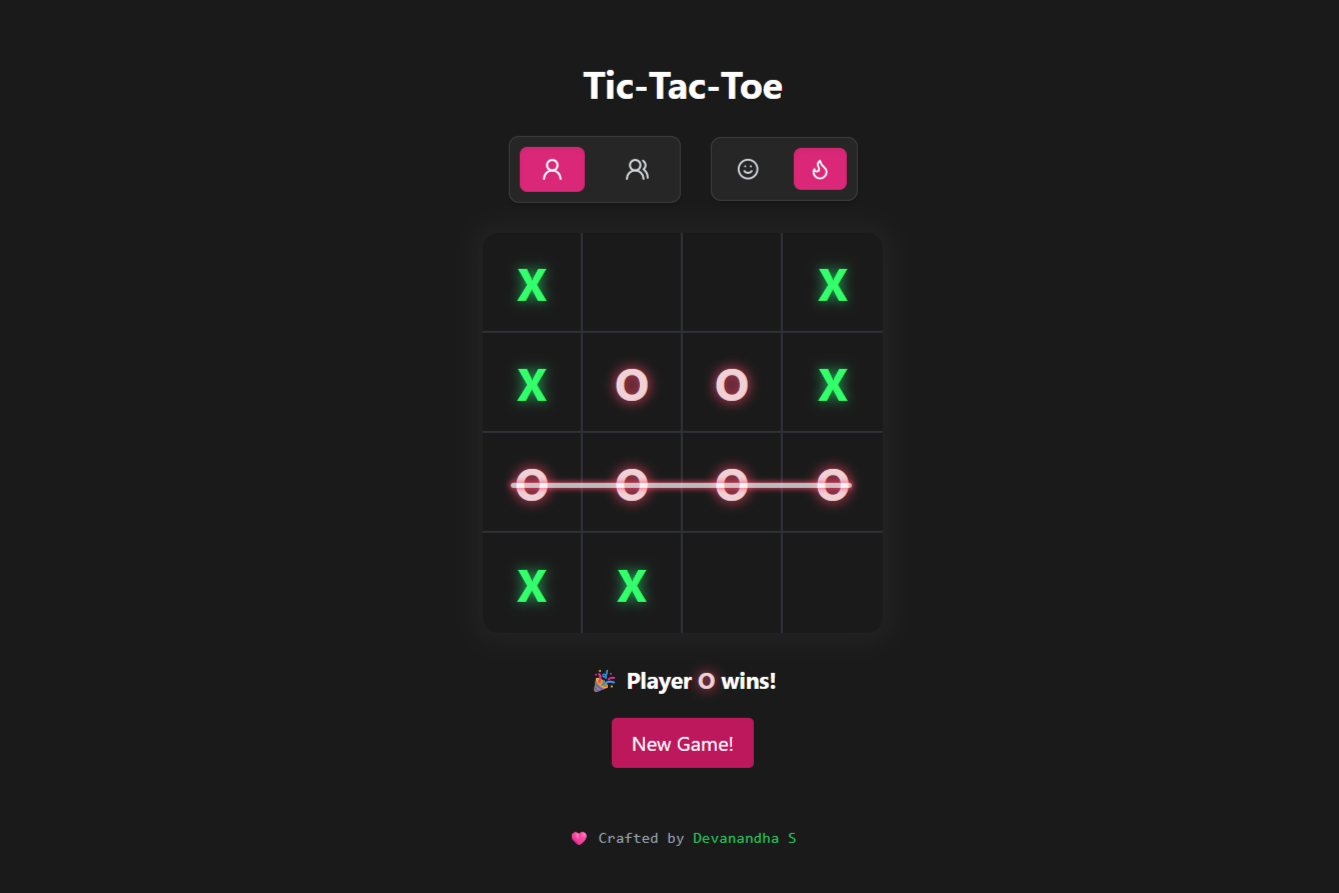 Tic-Tac-Toe
X X
X O O X
O O O O
X X
🎉 Player O wins!
New Game!
💗 Crafted by Devanandha S